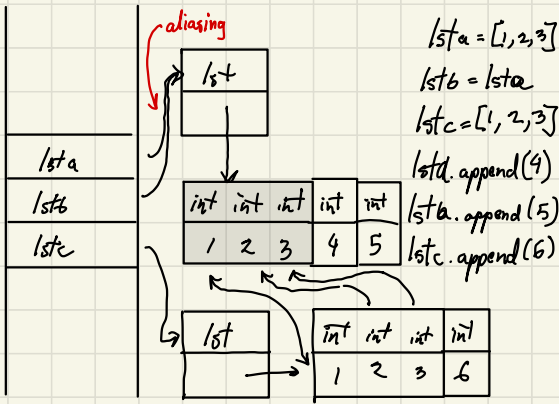 aliasing
lst
lsta
lstb
lstc
int int int int int
1 2 3 4 5
lst
int int int int
1 2 3 6
lsta = [1,2,3]
lstb = lsta
lstc = [1, 2, 3]
lsta.append(4)
lstb.append(5)
lstc.append(6)